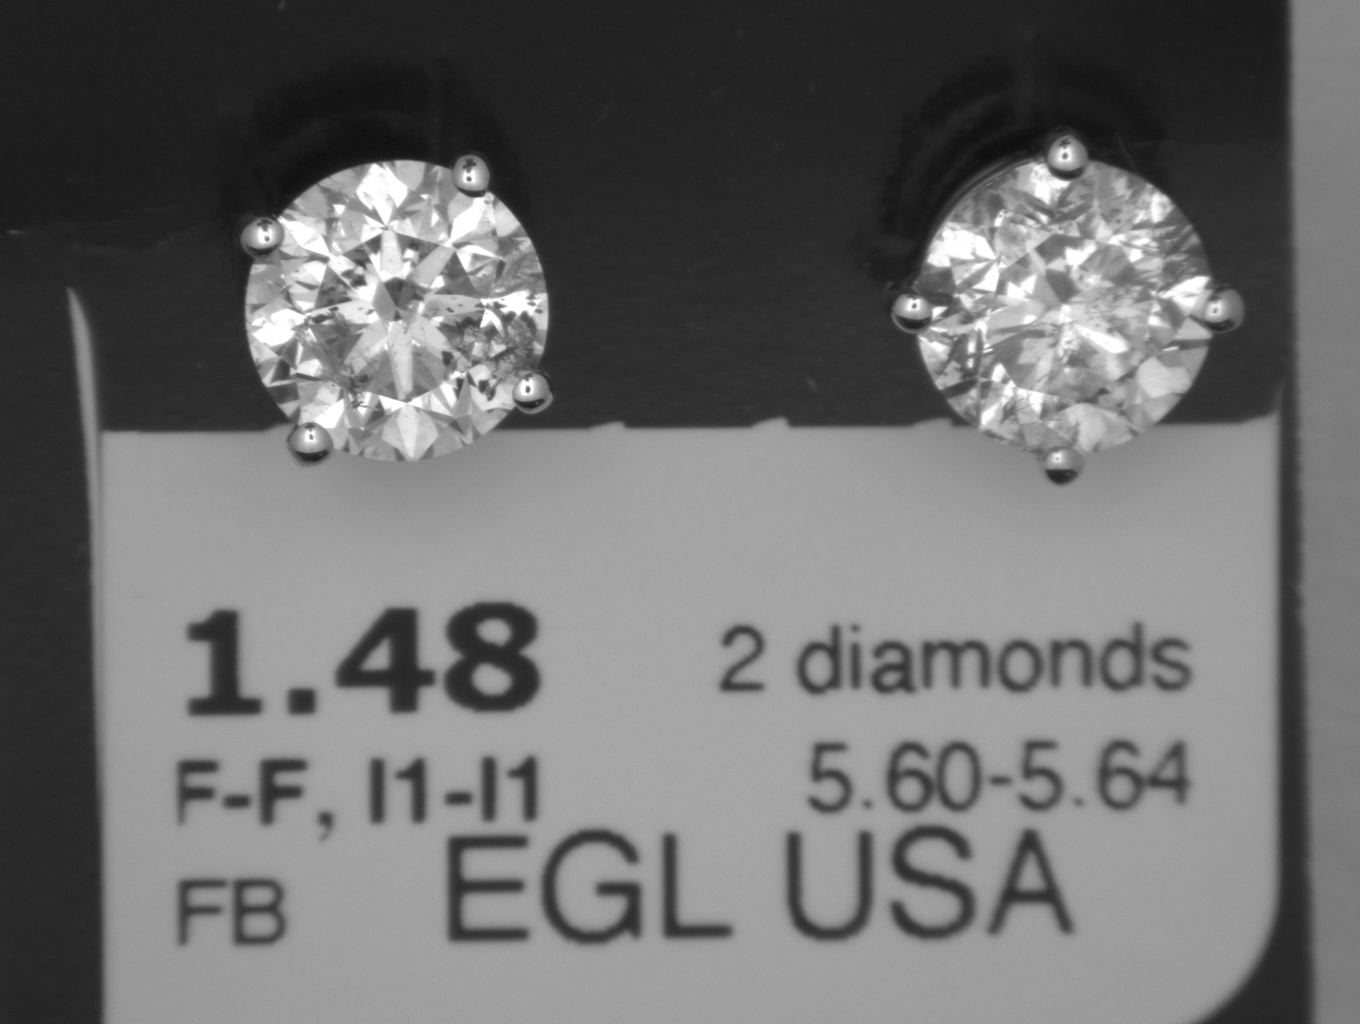 1.48 2 diamonds
F-F, I1-I1 5.60-5.64
FB EGL USA